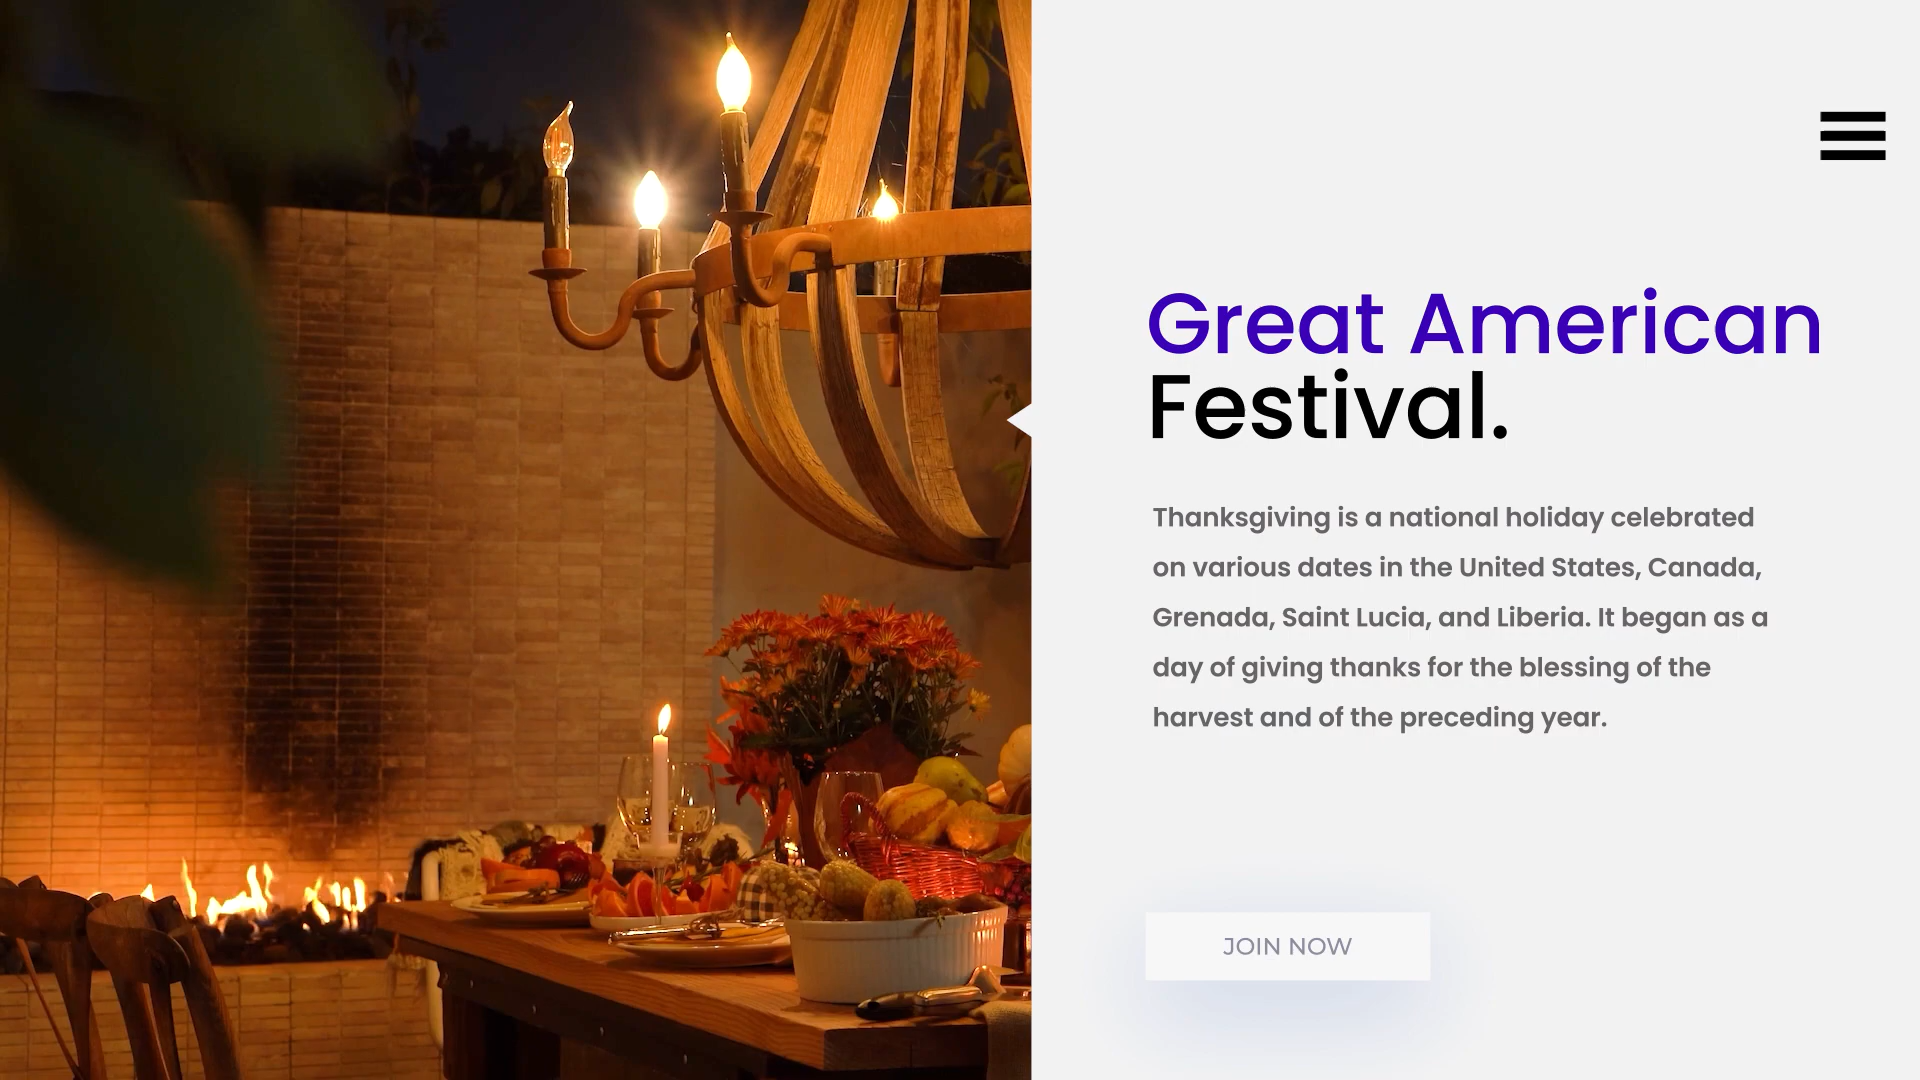 Great American
Festival.
Thanksgiving is a national holiday celebrated
on various dates in the United States, Canada,
Grenada, Saint Lucia, and Liberia. It began as a
day of giving thanks for the blessing of the
harvest and of the preceding year.
JOIN NOW